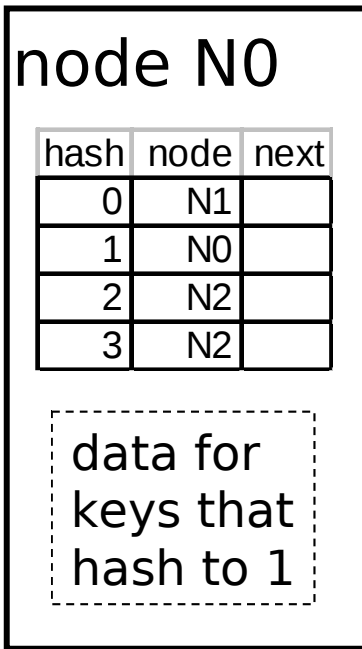 node N0
hash node next
0 N1
1 N0
2 N2
3 N2
data for
keys that
hash to 1